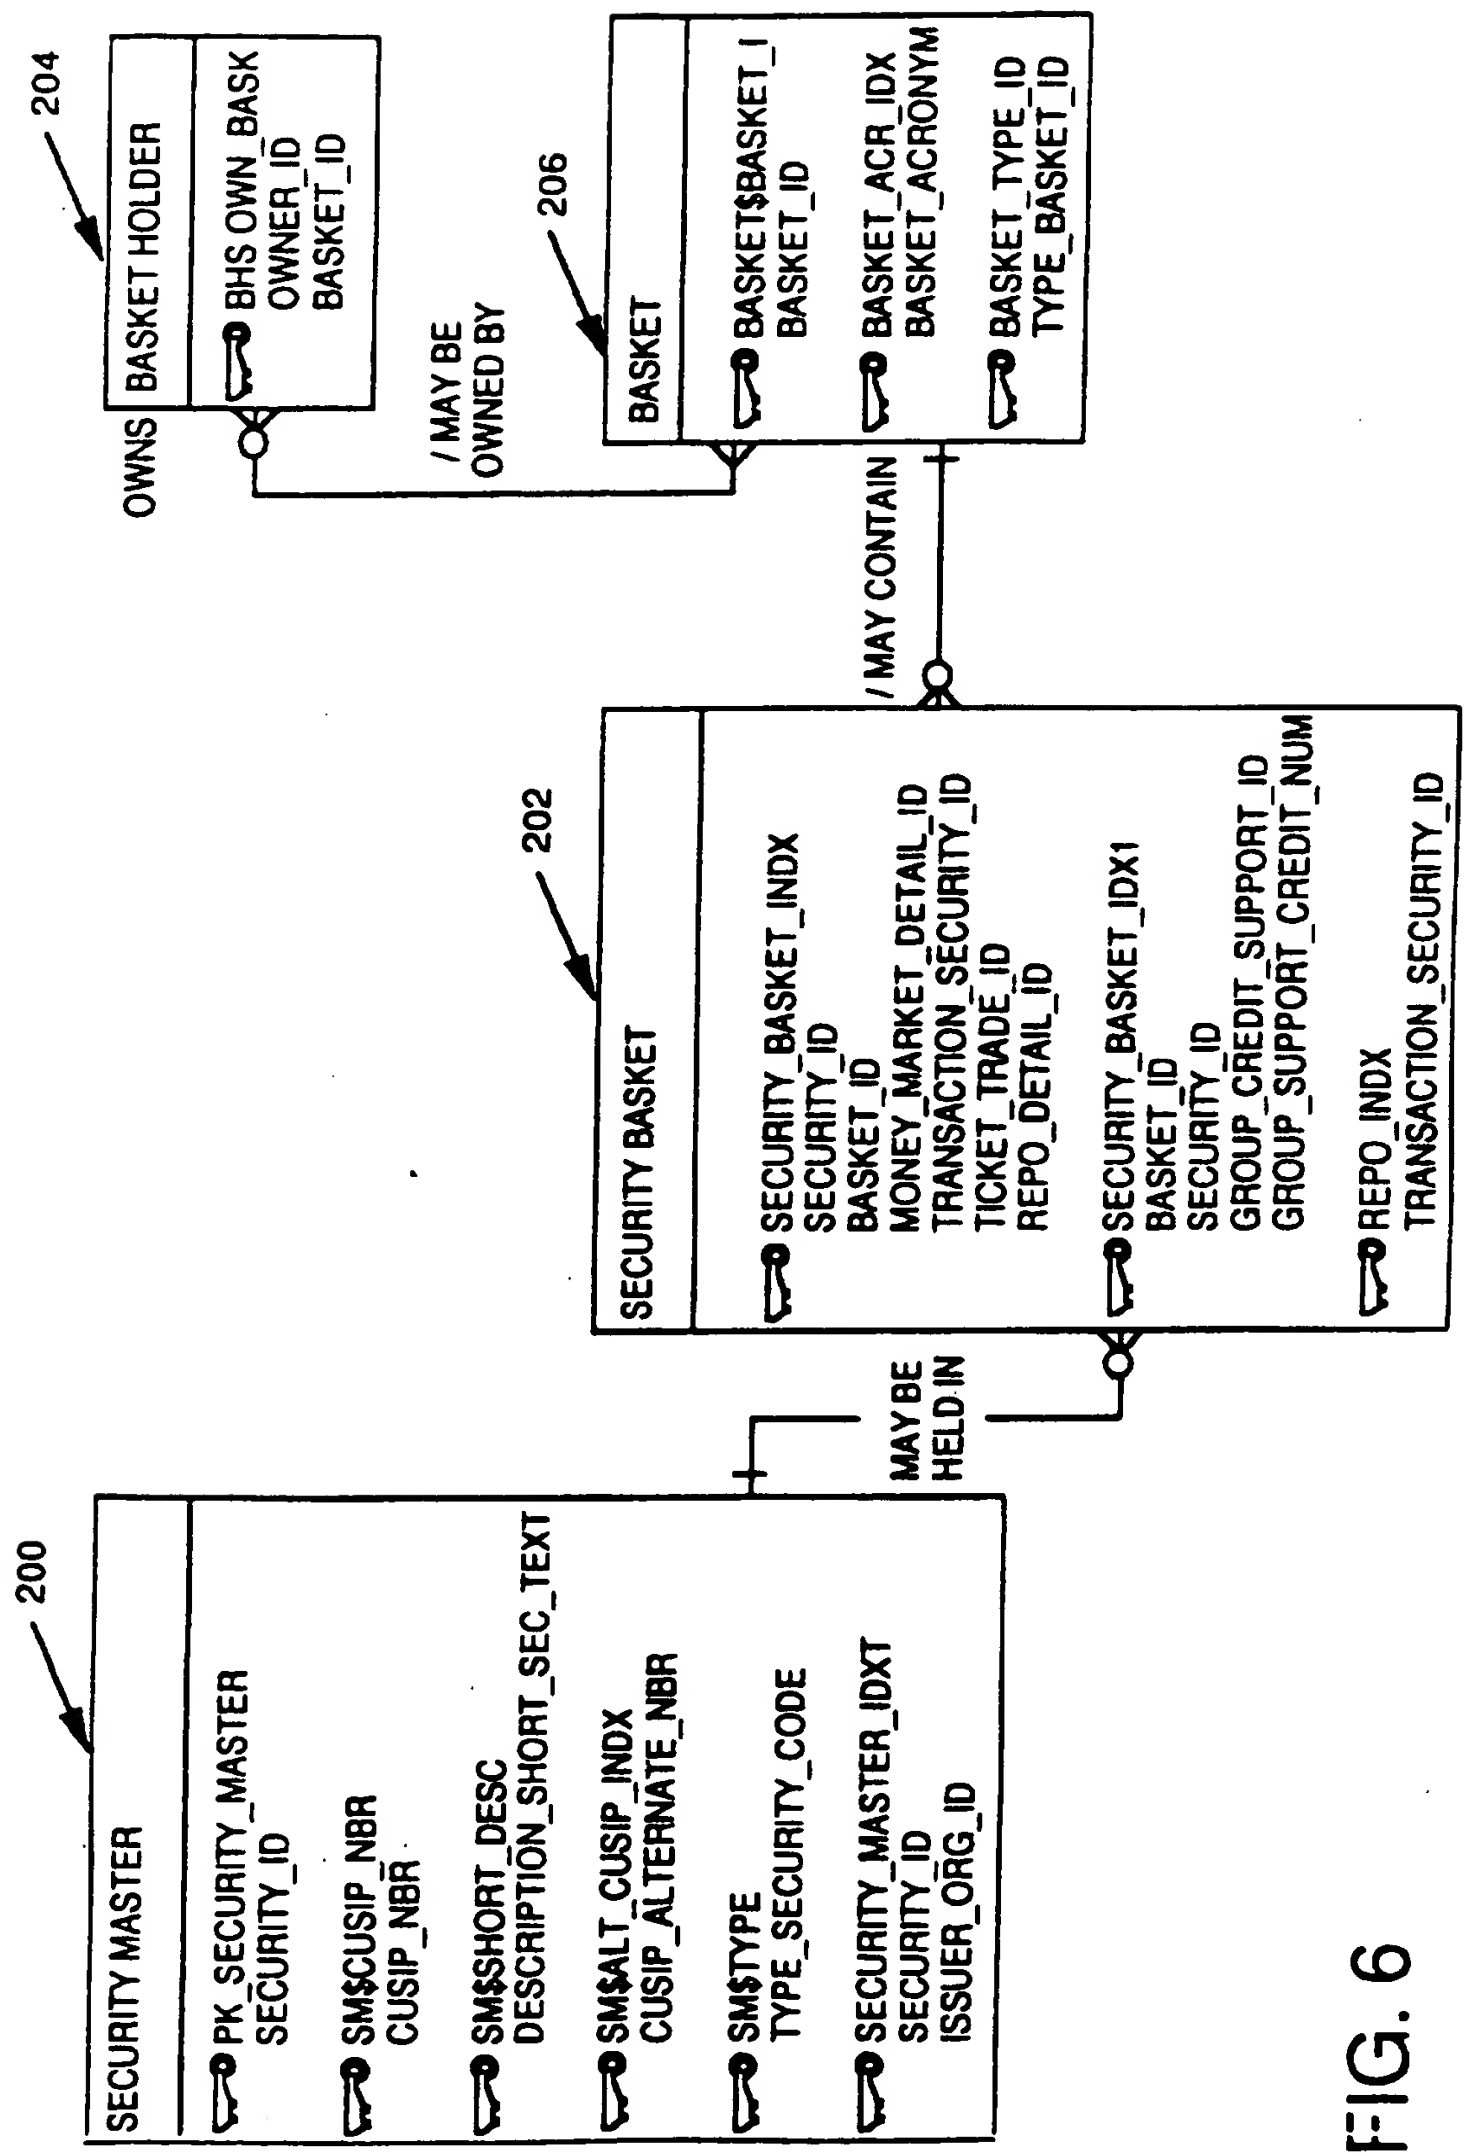 200
SECURITY MASTER
PK_SECURITY_MASTER
SECURITY_ID
SM$CUSIP_NBR
CUSIP_NBR
SM$SHORT_DESC
DESCRIPTION_SHORT_SEC_TEXT
SM$ALT_CUSIP_INDX
CUSIP_ALTERNATE_NBR
SM$TYPE
TYPE_SECURITY_CODE
SECURITY_MASTER_IDXT
SECURITY_ID
ISSUER_ORG_ID
MAY BE
HELD IN
202
SECURITY BASKET
SECURITY_BASKET_INDX
SECURITY_ID
BASKET_ID
MONEY_MARKET_DETAIL_ID
TRANSACTION_SECURITY_ID
TICKET_TRADE_ID
REPO_DETAIL_ID
SECURITY_BASKET_IDX1
BASKET_ID
SECURITY_ID
GROUP_CREDIT_SUPPORT_ID
GROUP_SUPPORT_CREDIT_NUM
REPO_INDX
TRANSACTION_SECURITY_ID
/ MAY CONTAIN
204
OWNS
BASKET HOLDER
BHS OWN_BASK
OWNER_ID
BASKET_ID
/ MAY BE
OWNED BY
206
BASKET
BASKET$BASKET_I
BASKET_ID
BASKET_ACR_IDX
BASKET_ACRONYM
BASKET_TYPE_ID
TYPE_BASKET_ID
FIG. 6